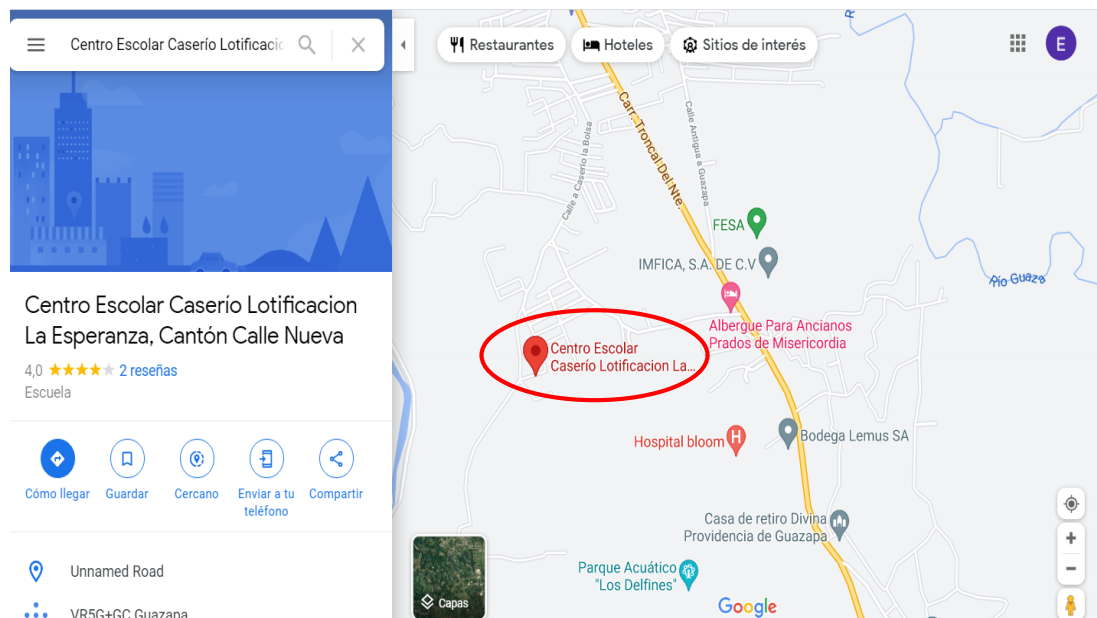 Centro Escolar Caserío Lotificacic
Restaurantes
Hoteles
Sitios de interés
E
Centro Escolar Caserío Lotificacion
La Esperanza, Cantón Calle Nueva
4,0
2 reseñas
Escuela
Cómo llegar
Guardar
Cercano
Enviar a tu
teléfono
Compartir
Unnamed Road
VR5G+GC Guazapa
R
Carr. Troncal Del Nte.
Calle Antigua a Guazapa
Calle a Caserío la Bolsa
FESA
IMFICA, S.A. DE C.V
Río Guaza
Albergue Para Ancianos
Prados de Misericordia
Centro Escolar
Caserío Lotificacion La...
Hospital bloom
H
Bodega Lemus SA
Casa de retiro Divina
Providencia de Guazapa
Parque Acuático
"Los Delfines"
Capas
Google